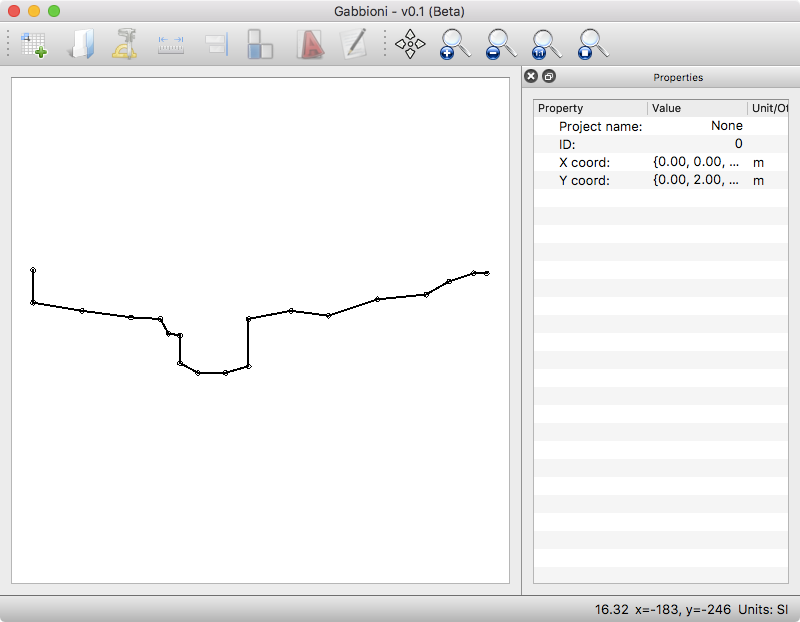 Gabbioni - v0.1 (Beta)
Properties
Property Value Unit/Ot
Project name: None
ID: 0
X coord: {0.00, 0.00, ... m
Y coord: {0.00, 2.00, ... m
16.32 x=-183, y=-246 Units: SI